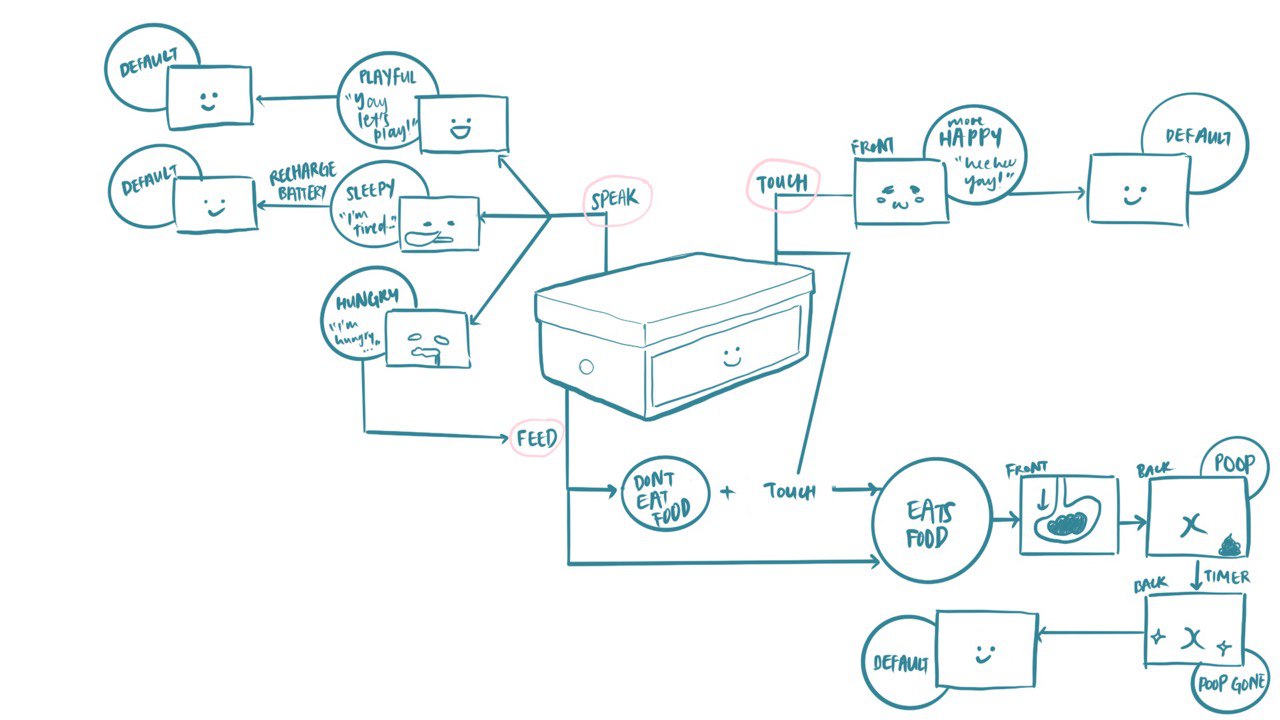 DEFAULT
PLAYFUL
"Yay
let's
play!"
DEFAULT
RECHARGE
BATTERY
SLEEPY
"I'm
tired.."
HUNGRY
"I'm
hungry
..."
SPEAK
FEED
TOUCH
FRONT
more
HAPPY
"heehee
yay!"
DEFAULT
DON'T
EAT
FOOD
+
TOUCH
EATS
FOOD
FRONT
BACK
POOP
TIMER
BACK
POOP GONE
DEFAULT